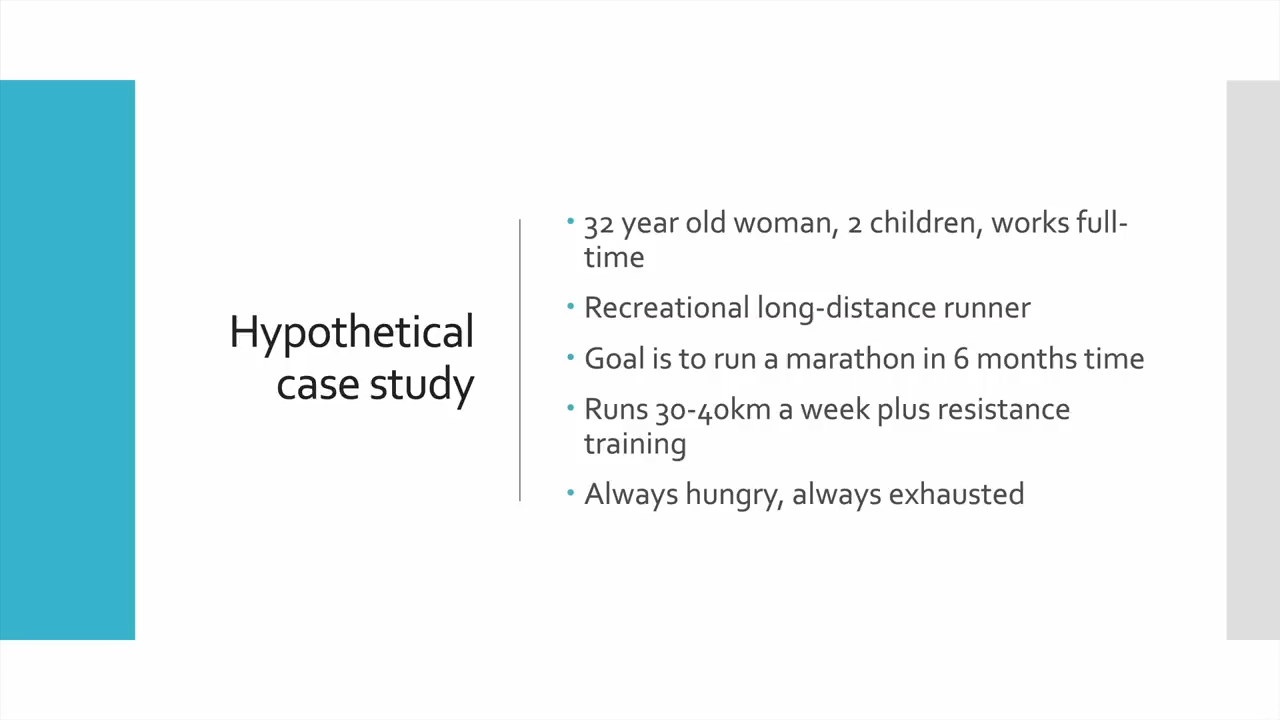 Hypothetical
case study
• 32 year old woman, 2 children, works full-
time
• Recreational long-distance runner
• Goal is to run a marathon in 6 months time
• Runs 30-40km a week plus resistance
training
• Always hungry, always exhausted